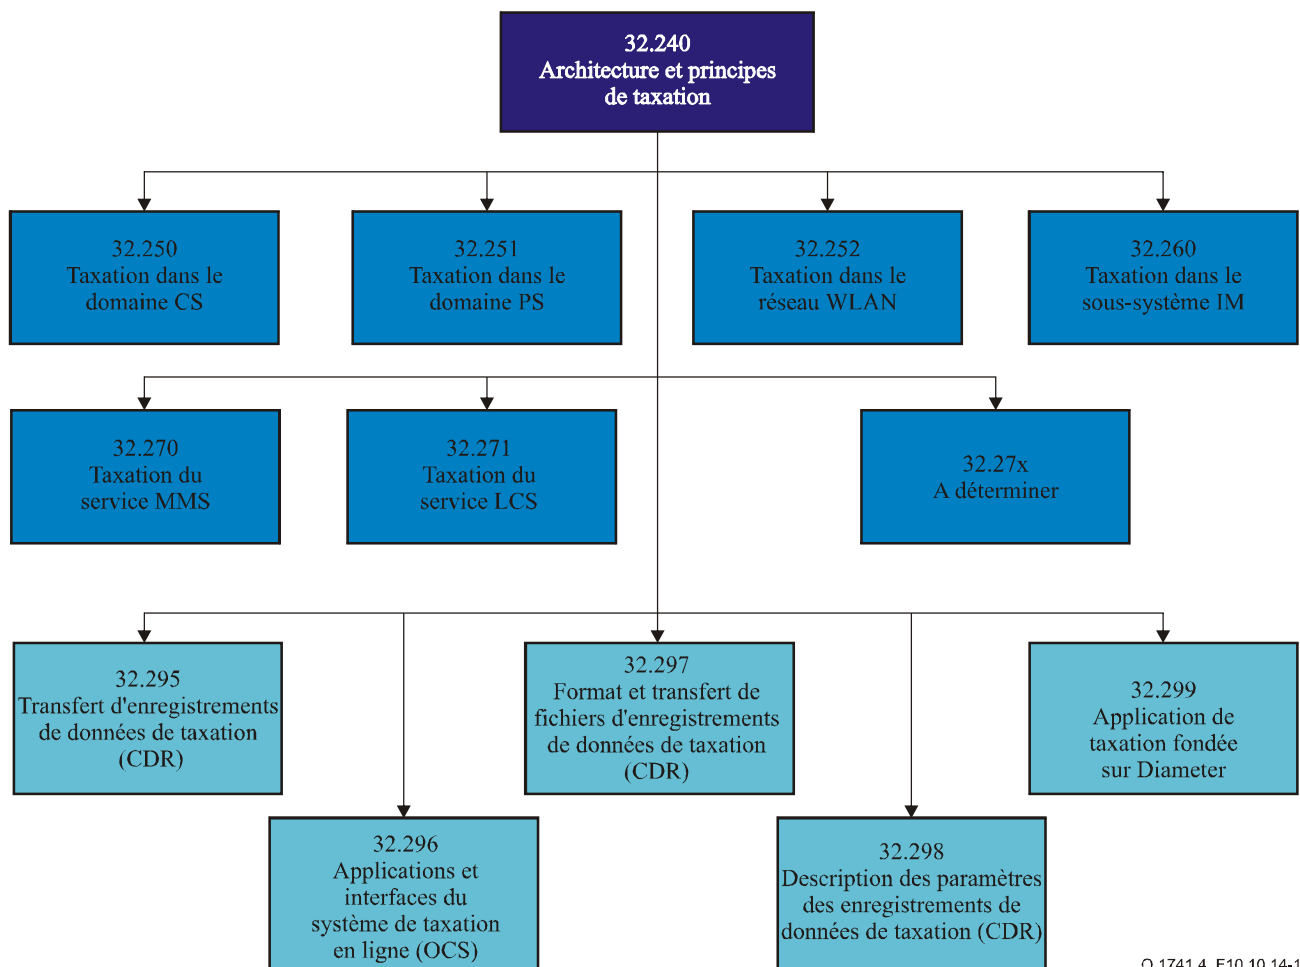 32.240
Architecture et principes
de taxation
32.250
Taxation dans le
domaine CS
32.251
Taxation dans le
domaine PS
32.252
Taxation dans le
réseau WLAN
32.260
Taxation dans le
sous-système IM
32.270
Taxation du
service MMS
32.271
Taxation du
service LCS
32.27x
A déterminer
32.295
Transfert d'enregistrements
de données de taxation
(CDR)
32.297
Format et transfert de
fichiers d'enregistrements
de données de taxation
(CDR)
32.299
Application de
taxation fondée
sur Diameter
32.296
Applications et
interfaces du
système de taxation
en ligne (OCS)
32.298
Description des paramètres
des enregistrements de
données de taxation (CDR)
Q.1741.4_F10.10.14-1